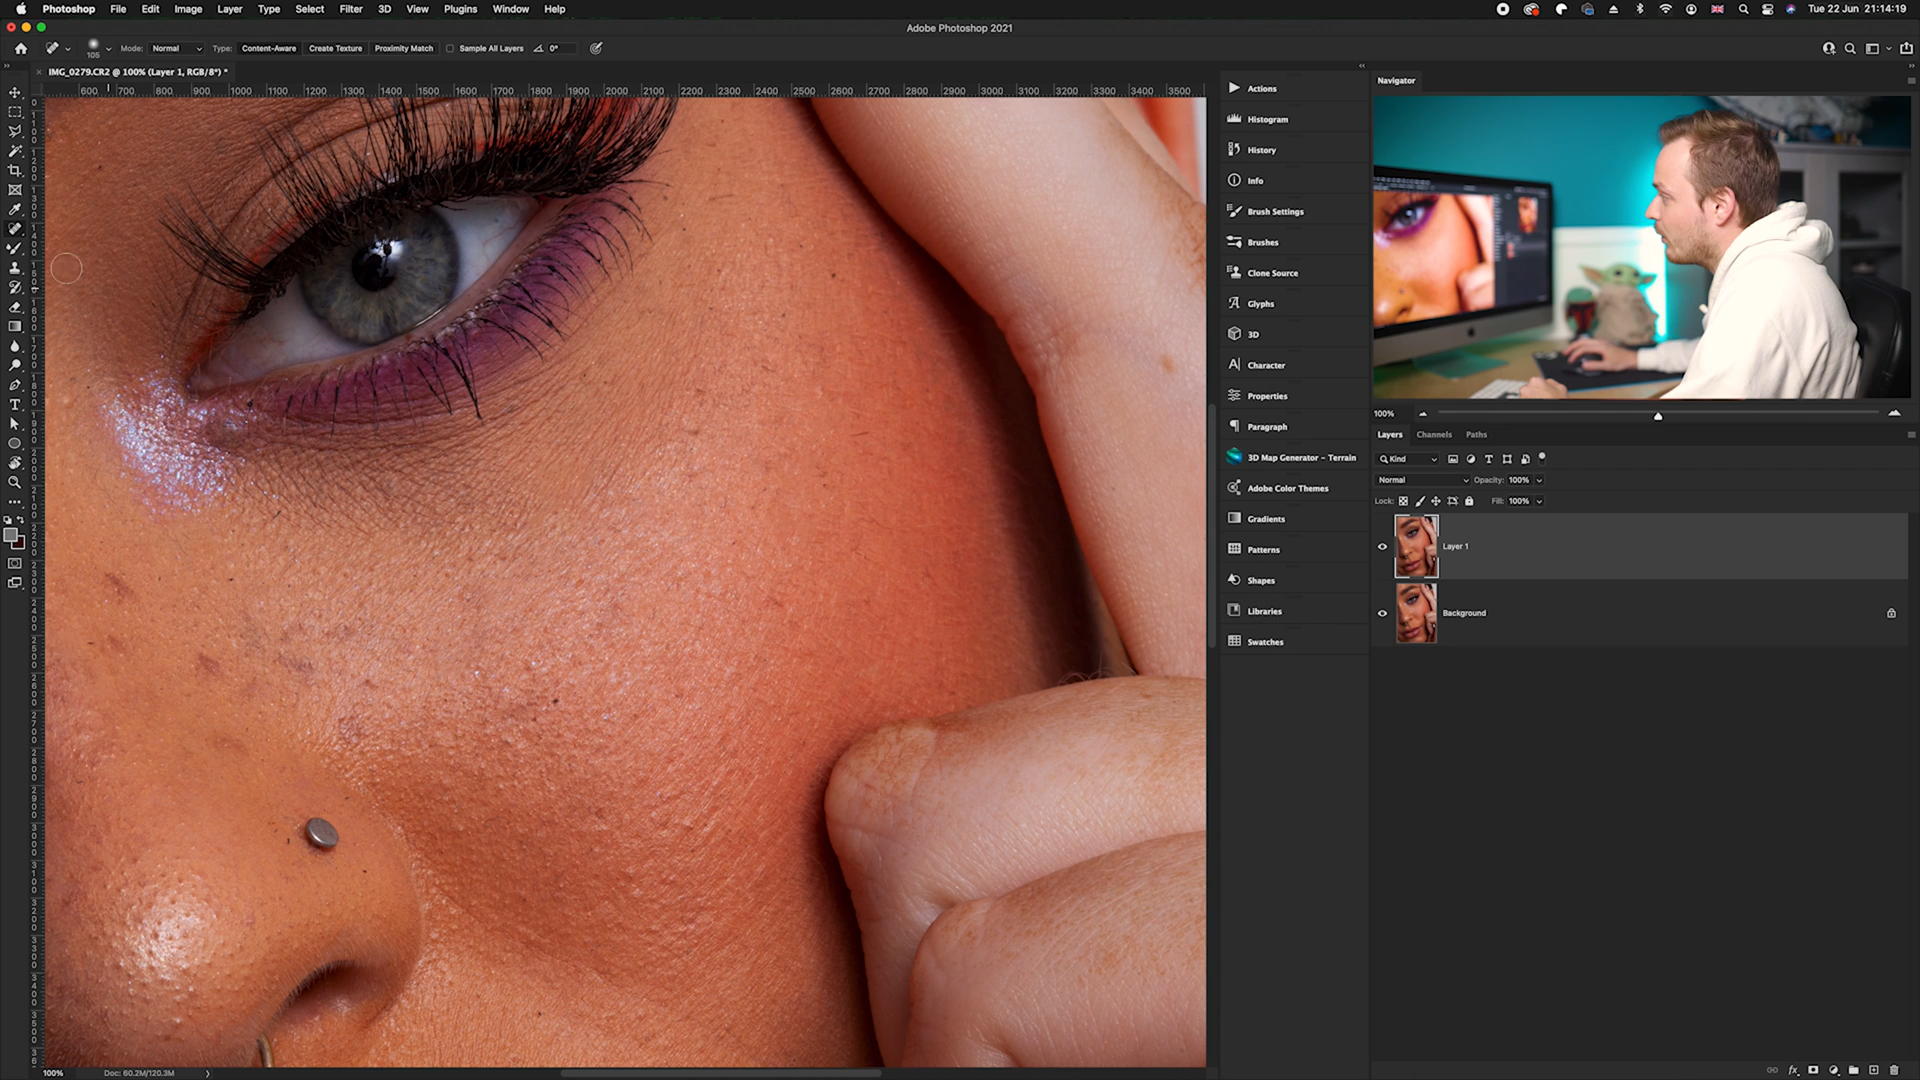 Photoshop File Edit Image Layer Type Select Filter 3D View Plugins Window Help Tue 22 Jun 21:14:19
Adobe Photoshop 2021
105 Mode: Normal Type: Content-Aware Create Texture Proximity Match Sample All Layers 0°
IMG_0279.CR2 @ 100% (Layer 1, RGB/8*) *
600 700 800 900 1000 1100 1200 1300 1400 1500 1600 1700 1800 1900 2000 2100 2200 2300 2400 2500 2600 2700 2800 2900 3000 3100 3200 3300 3400 3500
Actions
Histogram
History
Info
Brush Settings
Brushes
Clone Source
Glyphs
3D
Character
Properties
Paragraph
3D Map Generator – Terrain
Adobe Color Themes
Gradients
Patterns
Shapes
Libraries
Swatches
Navigator
100%
Layers Channels Paths
Kind
Normal Opacity: 100%
Lock: Fill: 100%
Layer 1
Background
100% Doc: 60.2M/120.3M